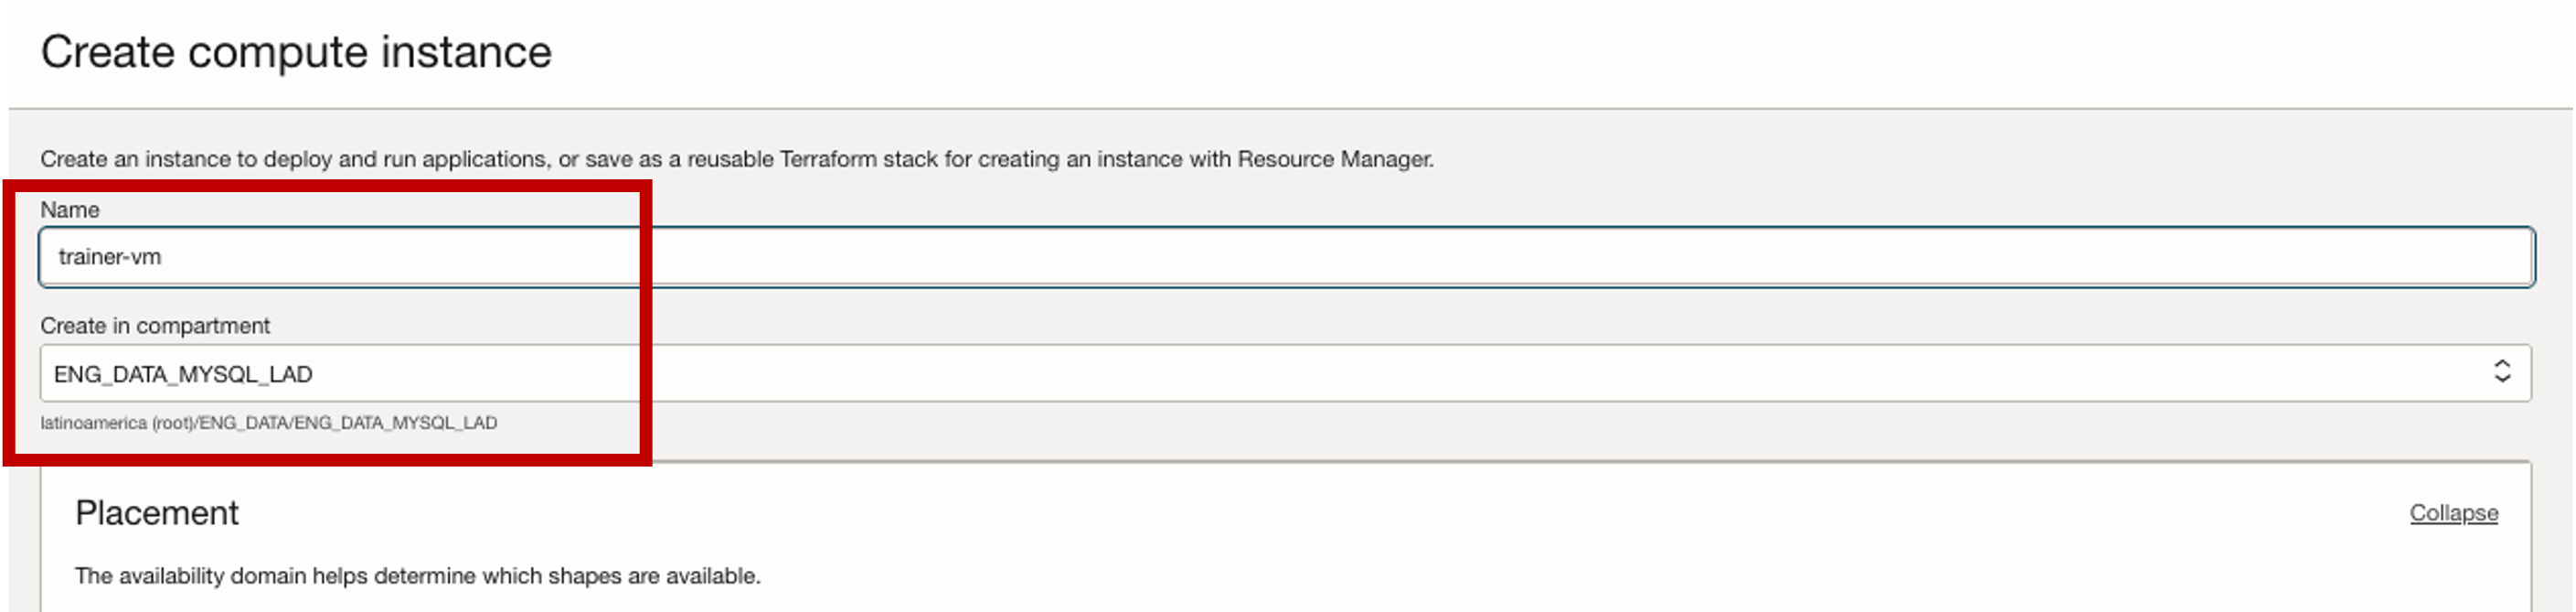 Create compute instance
Create an instance to deploy and run applications, or save as a reusable Terraform stack for creating an instance with Resource Manager.
Name
trainer-vm
Create in compartment
ENG_DATA_MYSQL_LAD
latinoamerica (root)/ENG_DATA/ENG_DATA_MYSQL_LAD
Placement
Collapse
The availability domain helps determine which shapes are available.